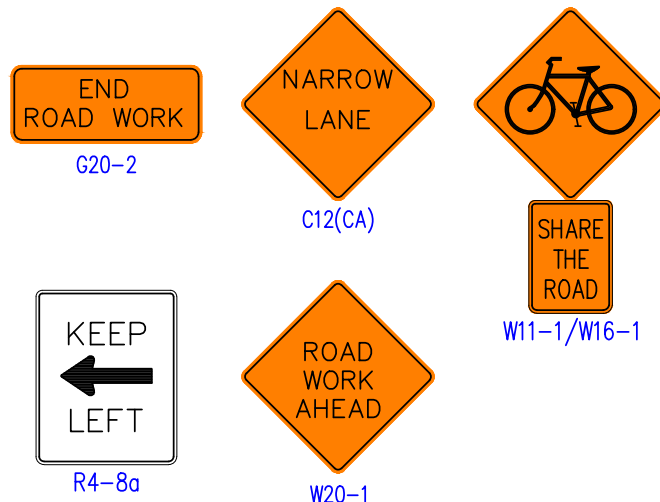 END
ROAD WORK
G20-2
NARROW
LANE
C12(CA)
SHARE
THE
ROAD
W11-1/W16-1
KEEP
LEFT
R4-8a
ROAD
WORK
AHEAD
W20-1